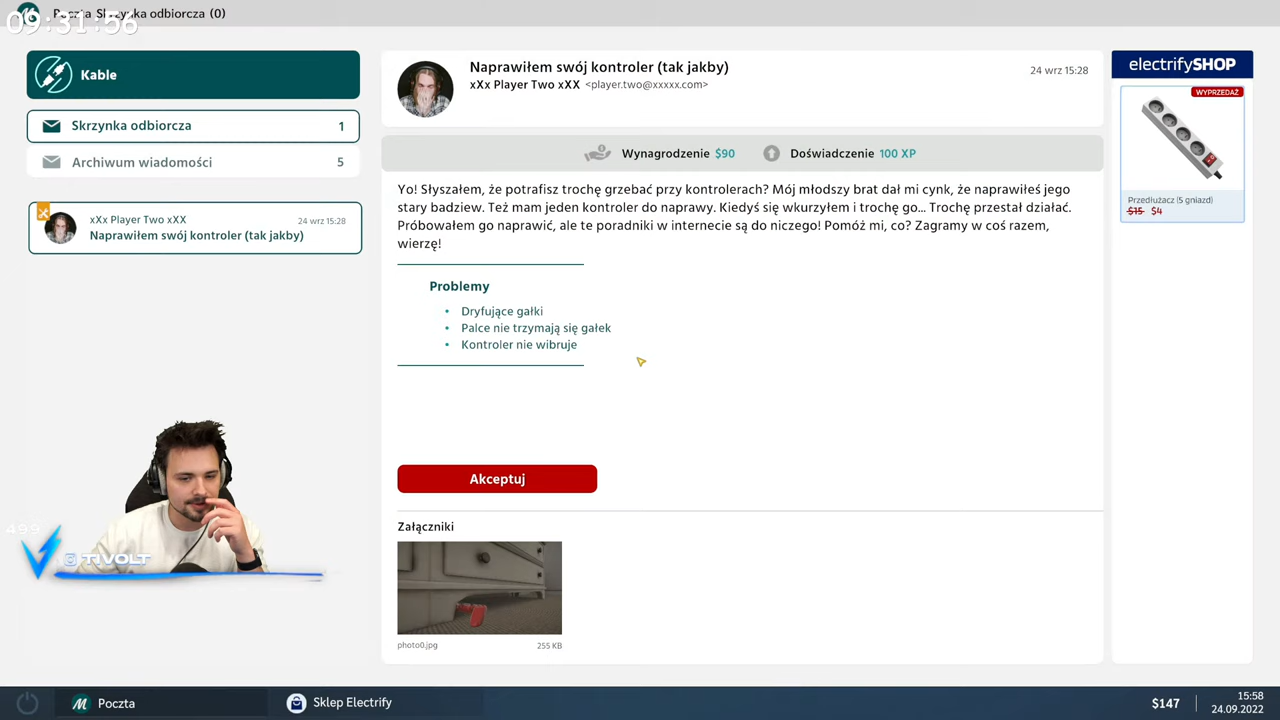 Poczta Skrzynka odbiorcza (0)
09:31:56
Kable
Skrzynka odbiorcza 1
Archiwum wiadomości 5
xXx Player Two xXX 24 wrz 15:28
Naprawiłem swój kontroler (tak jakby)
Naprawiłem swój kontroler (tak jakby)
xXx Player Two xXX <player.two@xxxxx.com>
24 wrz 15:28
Wynagrodzenie $90 Doświadczenie 100 XP
Yo! Słyszałem, że potrafisz trochę grzebać przy kontrolerach? Mój młodszy brat dał mi cynk, że naprawiłeś jego
stary badziew. Też mam jeden kontroler do naprawy. Kiedyś się wkurzyłem i trochę go... Trochę przestał działać.
Próbowałem go naprawić, ale te poradniki w internecie są do niczego! Pomóż mi, co? Zagramy w coś razem,
wierzę!
Problemy
• Dryfujące gałki
• Palce nie trzymają się gałek
• Kontroler nie wibruje
Akceptuj
Załączniki
photo0.jpg 255 KB
electrifySHOP
WYPRZEDAŻ
Przedłużacz (5 gniazd)
$15 $4
499
TIVOLT
Poczta
Sklep Electrify
$147
15:58
24.09.2022